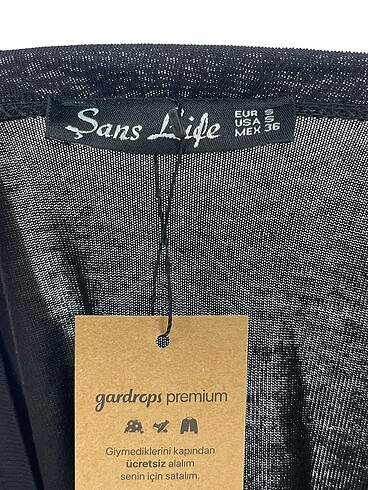 Şans Life
EUR S
USA S
MEX 36
gardrops premium
Giymediklerini kapından
ücretsiz alalım
senin için satalım.